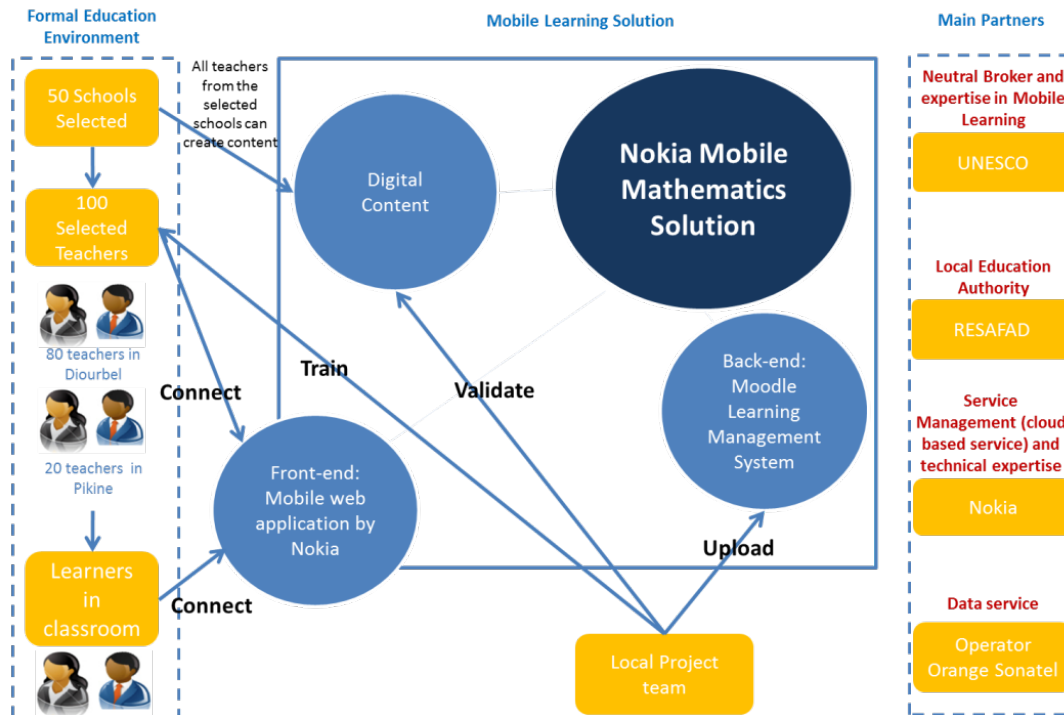 Formal Education
Environment
Mobile Learning Solution
Main Partners
50 Schools
Selected
100
Selected
Teachers
80 teachers in
Diourbel
20 teachers in
Pikine
Learners
in
classroom
All teachers
from the
selected
schools can
create content
Digital
Content
Nokia Mobile
Mathematics
Solution
Connect
Train
Validate
Back-end:
Moodle
Learning
Management
System
Front-end:
Mobile web
application by
Nokia
Connect
Upload
Local Project
team
Neutral Broker and
expertise in Mobile
Learning
UNESCO
Local Education
Authority
RESAFAD
Service
Management (cloud
based service) and
technical expertise
Nokia
Data service
Operator
Orange Sonatel